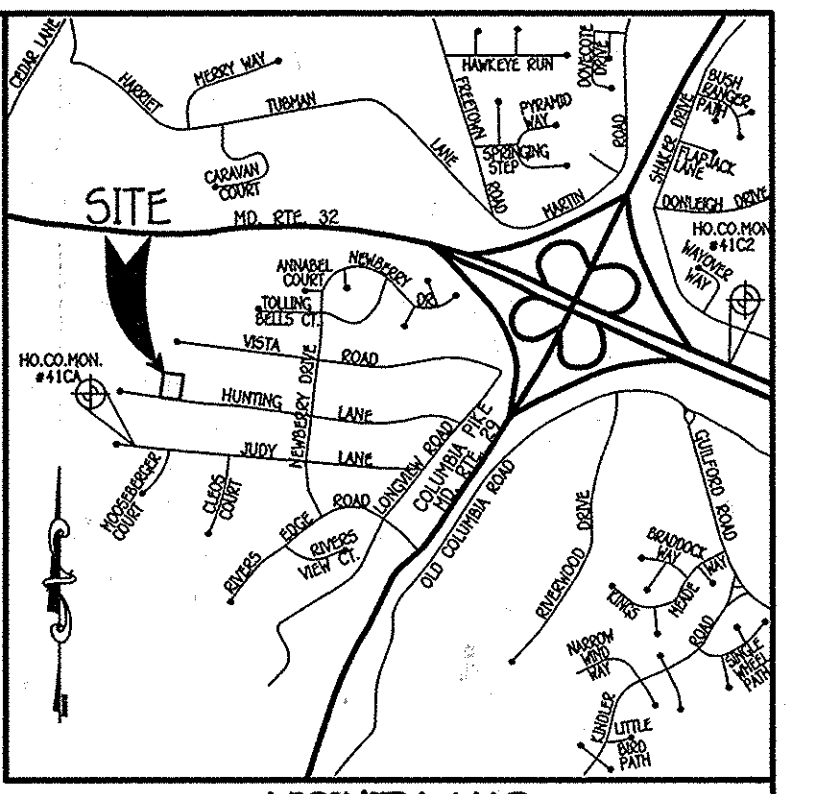 CEDAR LANE
HARRIET
MERRY WAY
TUBMAN
LANE
CARAVAN
COURT
HAWKEYE RUN
DOVECOTE
DRIVE
FREETOWN
ROAD
PYRAMID
WAY
SPRINGING
STEP
ROAD
MARTIN
SHAKER DRIVE
BUSH
RANGER
PATH
FLAPJACK
LANE
DONLEIGH DRIVE
HO.CO.MON
#41C2
WAYOVER
WAY
SITE
MD. RTE. 32
ANNABEL
COURT
NEWBERRY
DR.
TOLLING
BELLS CT.
VISTA
ROAD
HO.CO.MON.
#41CA
HUNTING
LANE
NEWBERRY DRIVE
JUDY
LANE
LONGVIEW ROAD
COLUMBIA PIKE
MD. RTE. 29
OLD COLUMBIA ROAD
MOOSEBERGER
COURT
CLEOS
COURT
RIVERS
EDGE
ROAD
RIVERS
VIEW CT.
RIVERWOOD
DRIVE
GUILFORD ROAD
BRADDOCK
WAY
KINGS
MEADE
WAY
NARROW
WIND
WAY
ROAD
SINGLE
WHEEL
PATH
KINDLER
LITTLE
BIRD
PATH